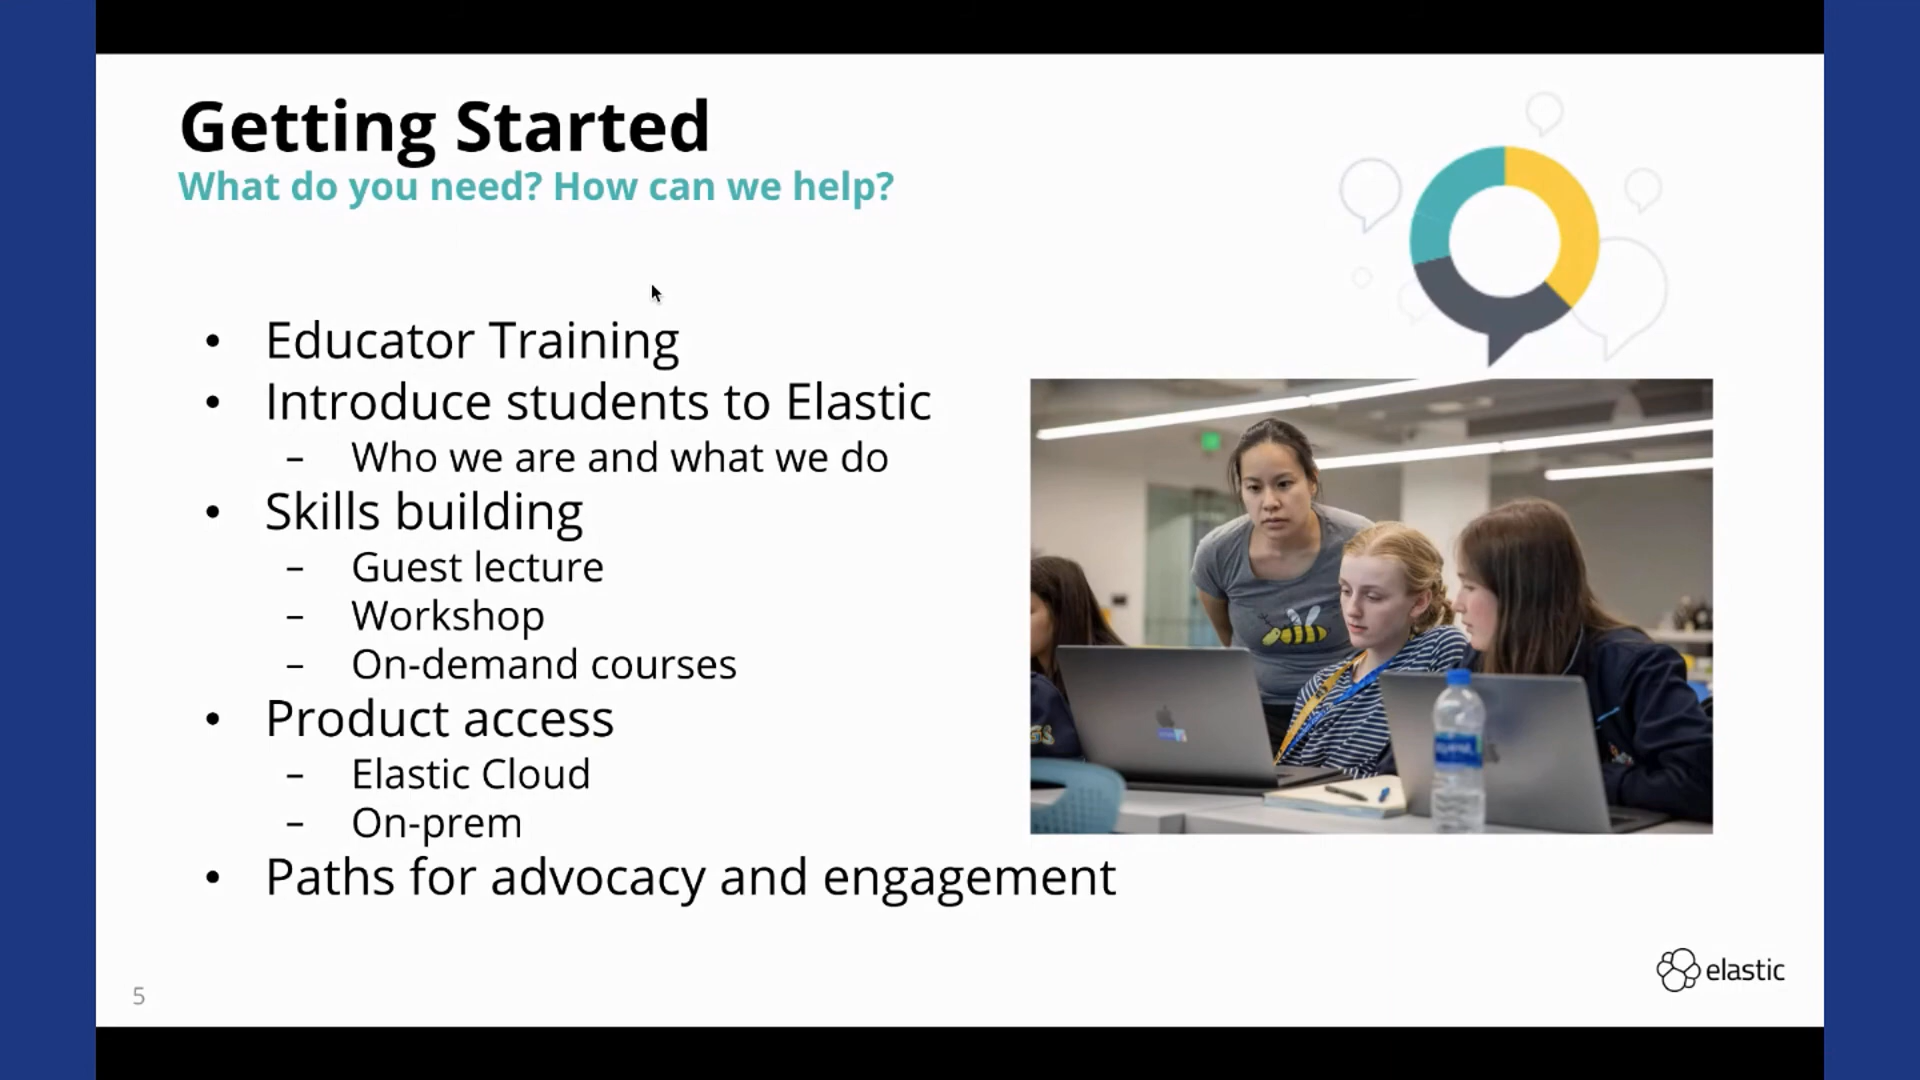 Getting Started
What do you need? How can we help?
• Educator Training
• Introduce students to Elastic
– Who we are and what we do
• Skills building
– Guest lecture
– Workshop
– On-demand courses
• Product access
– Elastic Cloud
– On-prem
• Paths for advocacy and engagement
5
elastic